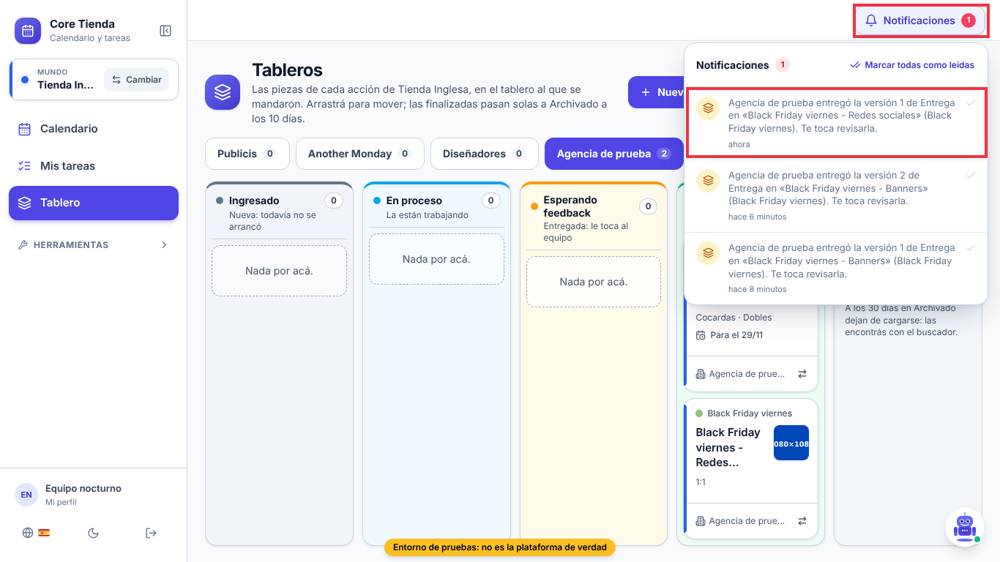 Core Tienda
Calendario y tareas
MUNDO
Tienda In...
Cambiar
Calendario
Mis tareas
Tablero
HERRAMIENTAS
EN
Equipo nocturno
Mi perfil
Notificaciones 1
Tableros
Las piezas de cada acción de Tienda Inglesa, en el tablero al que se
mandaron. Arrastrá para mover; las finalizadas pasan solas a Archivado a
los 10 días.
+ Nuev
Publicis 0
Another Monday 0
Diseñadores 0
Agencia de prueba 2
Ingresado 0
Nueva: todavía no se
arrancó
Nada por acá.
En proceso 0
La están trabajando
Nada por acá.
Esperando
feedback 0
Entregada: le toca al
equipo
Nada por acá.
Notificaciones 1
Marcar todas como leídas
Agencia de prueba entregó la versión 1 de Entrega
en «Black Friday viernes - Redes sociales» (Black
Friday viernes). Te toca revisarla.
ahora
Agencia de prueba entregó la versión 2 de
Entrega en «Black Friday viernes - Banners»
(Black Friday viernes). Te toca revisarla.
hace 6 minutos
Agencia de prueba entregó la versión 1 de Entrega
en «Black Friday viernes - Banners» (Black Friday
viernes). Te toca revisarla.
hace 8 minutos
Cocardas · Dobles
Para el 29/11
Agencia de prue...
Black Friday viernes
Black Friday
viernes -
Redes...
080×108
1:1
Agencia de prue...
A los 30 días en Archivado
dejan de cargarse: las
encontrás con el buscador.
Entorno de pruebas: no es la plataforma de verdad